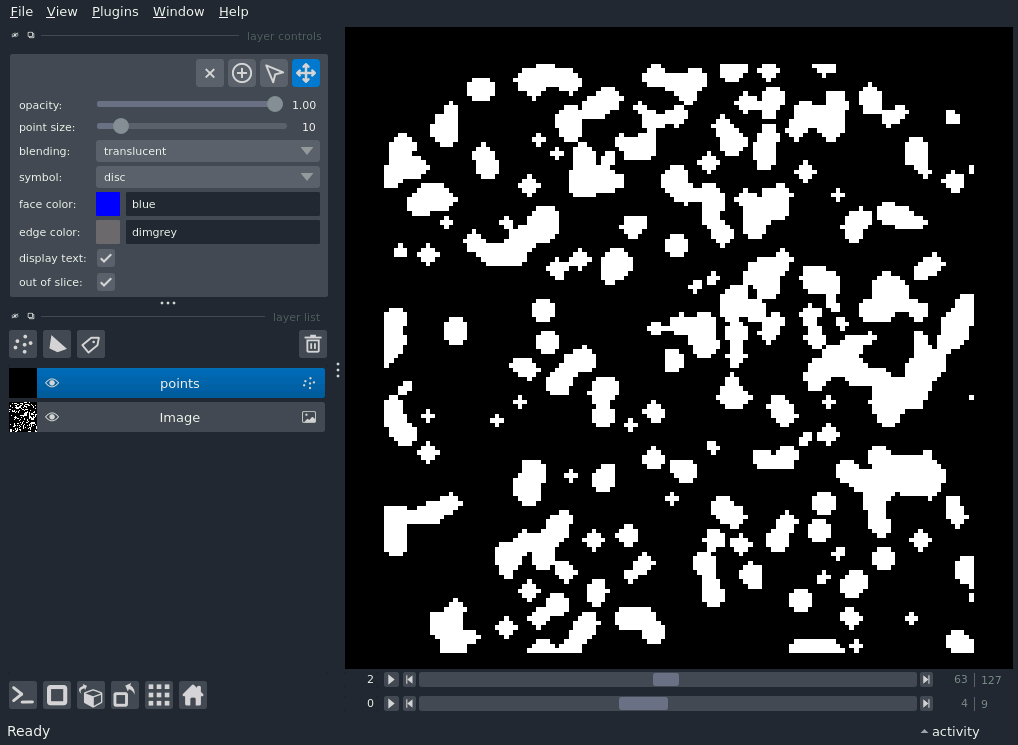 File View Plugins Window Help
layer controls
opacity: 1.00
point size: 10
blending: translucent
symbol: disc
face color: blue
edge color: dimgrey
display text:
out of slice:
layer list
points
Image
2 63 127
0 4 9
Ready activity